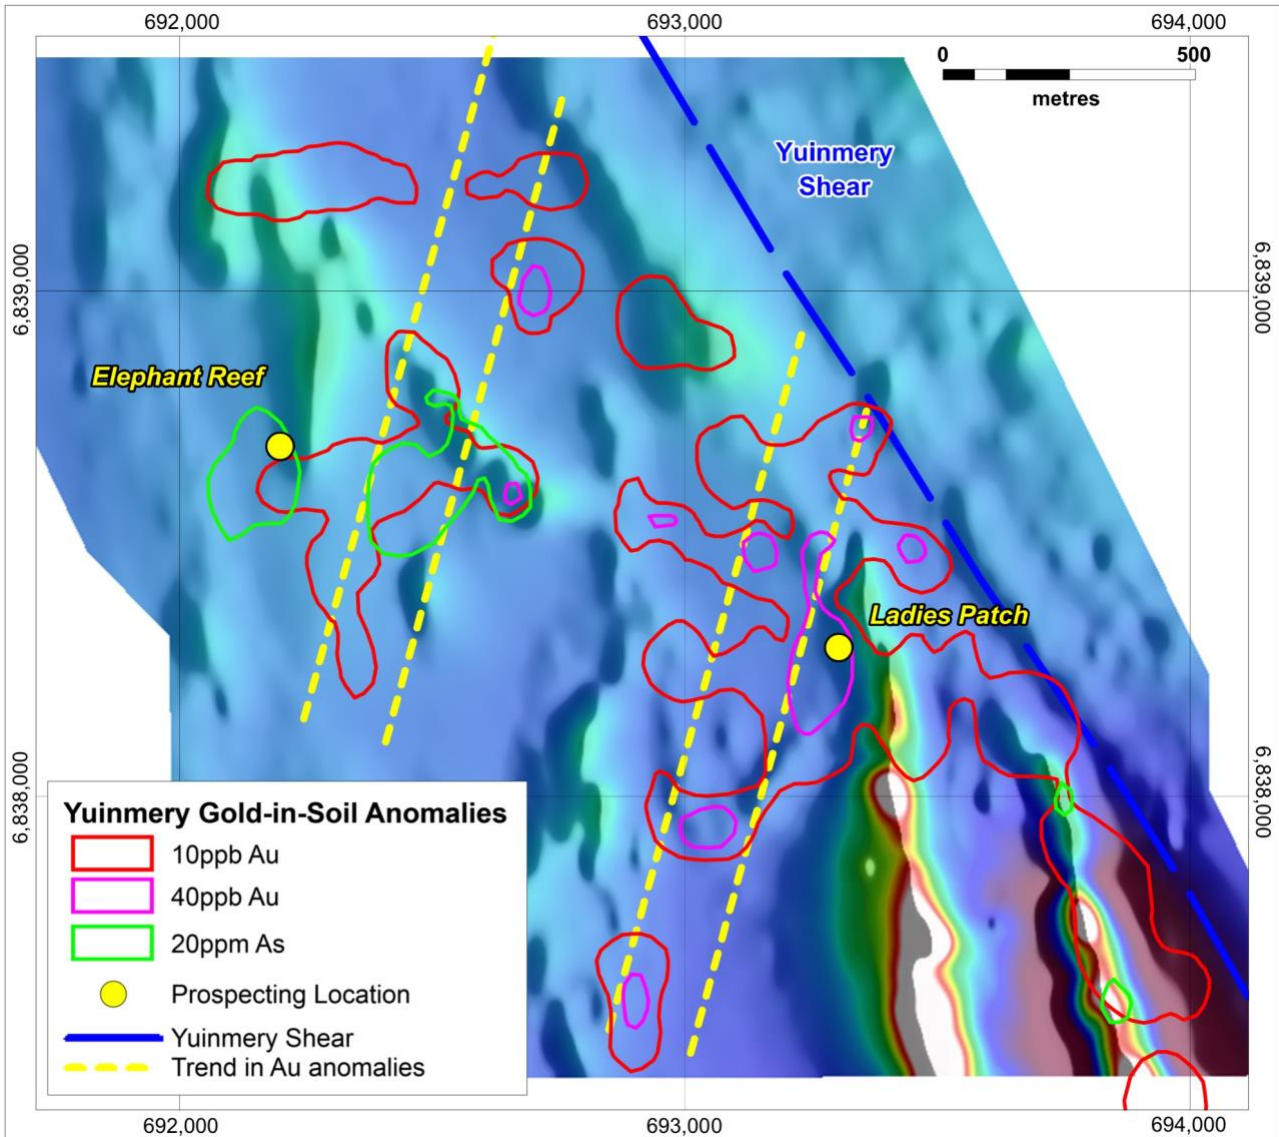 692,000
693,000
694,000
0
500
metres
Yuinmery
Shear
6,839,000
6,839,000
Elephant Reef
Ladies Patch
6,838,000
6,838,000
Yuinmery Gold-in-Soil Anomalies
10ppb Au
40ppb Au
20ppm As
Prospecting Location
Yuinmery Shear
Trend in Au anomalies
692,000
693,000
694,000